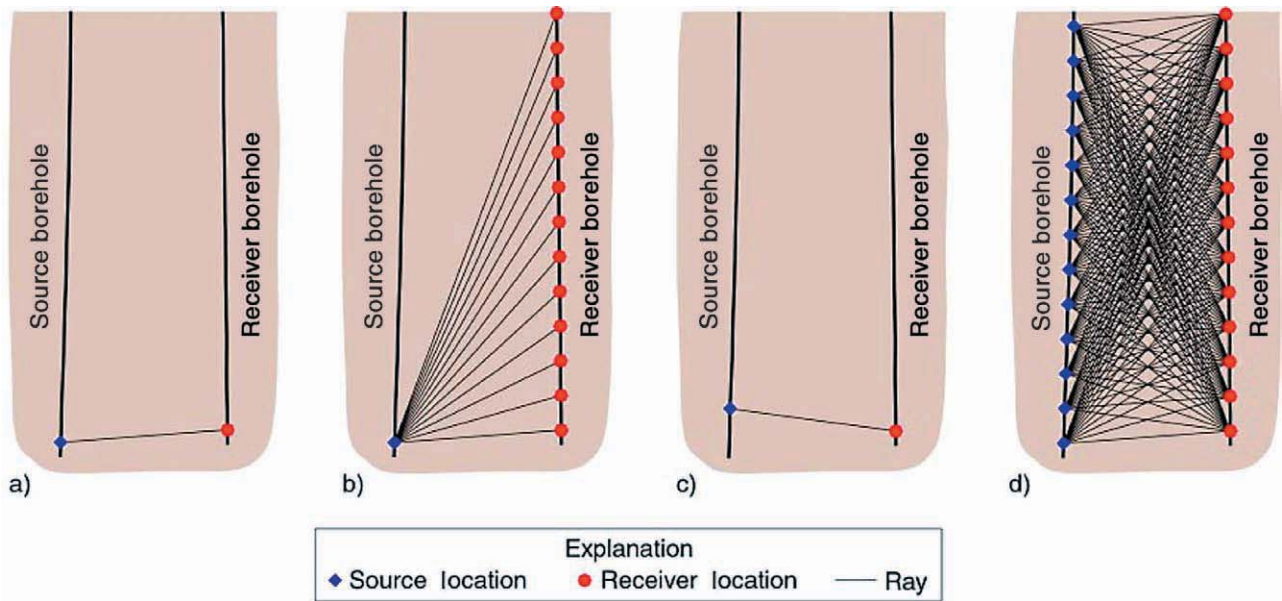 Source borehole
Receiver borehole
a)
Source borehole
Receiver borehole
b)
Source borehole
Receiver borehole
c)
Source borehole
Receiver borehole
d)
Explanation
Source location Receiver location Ray